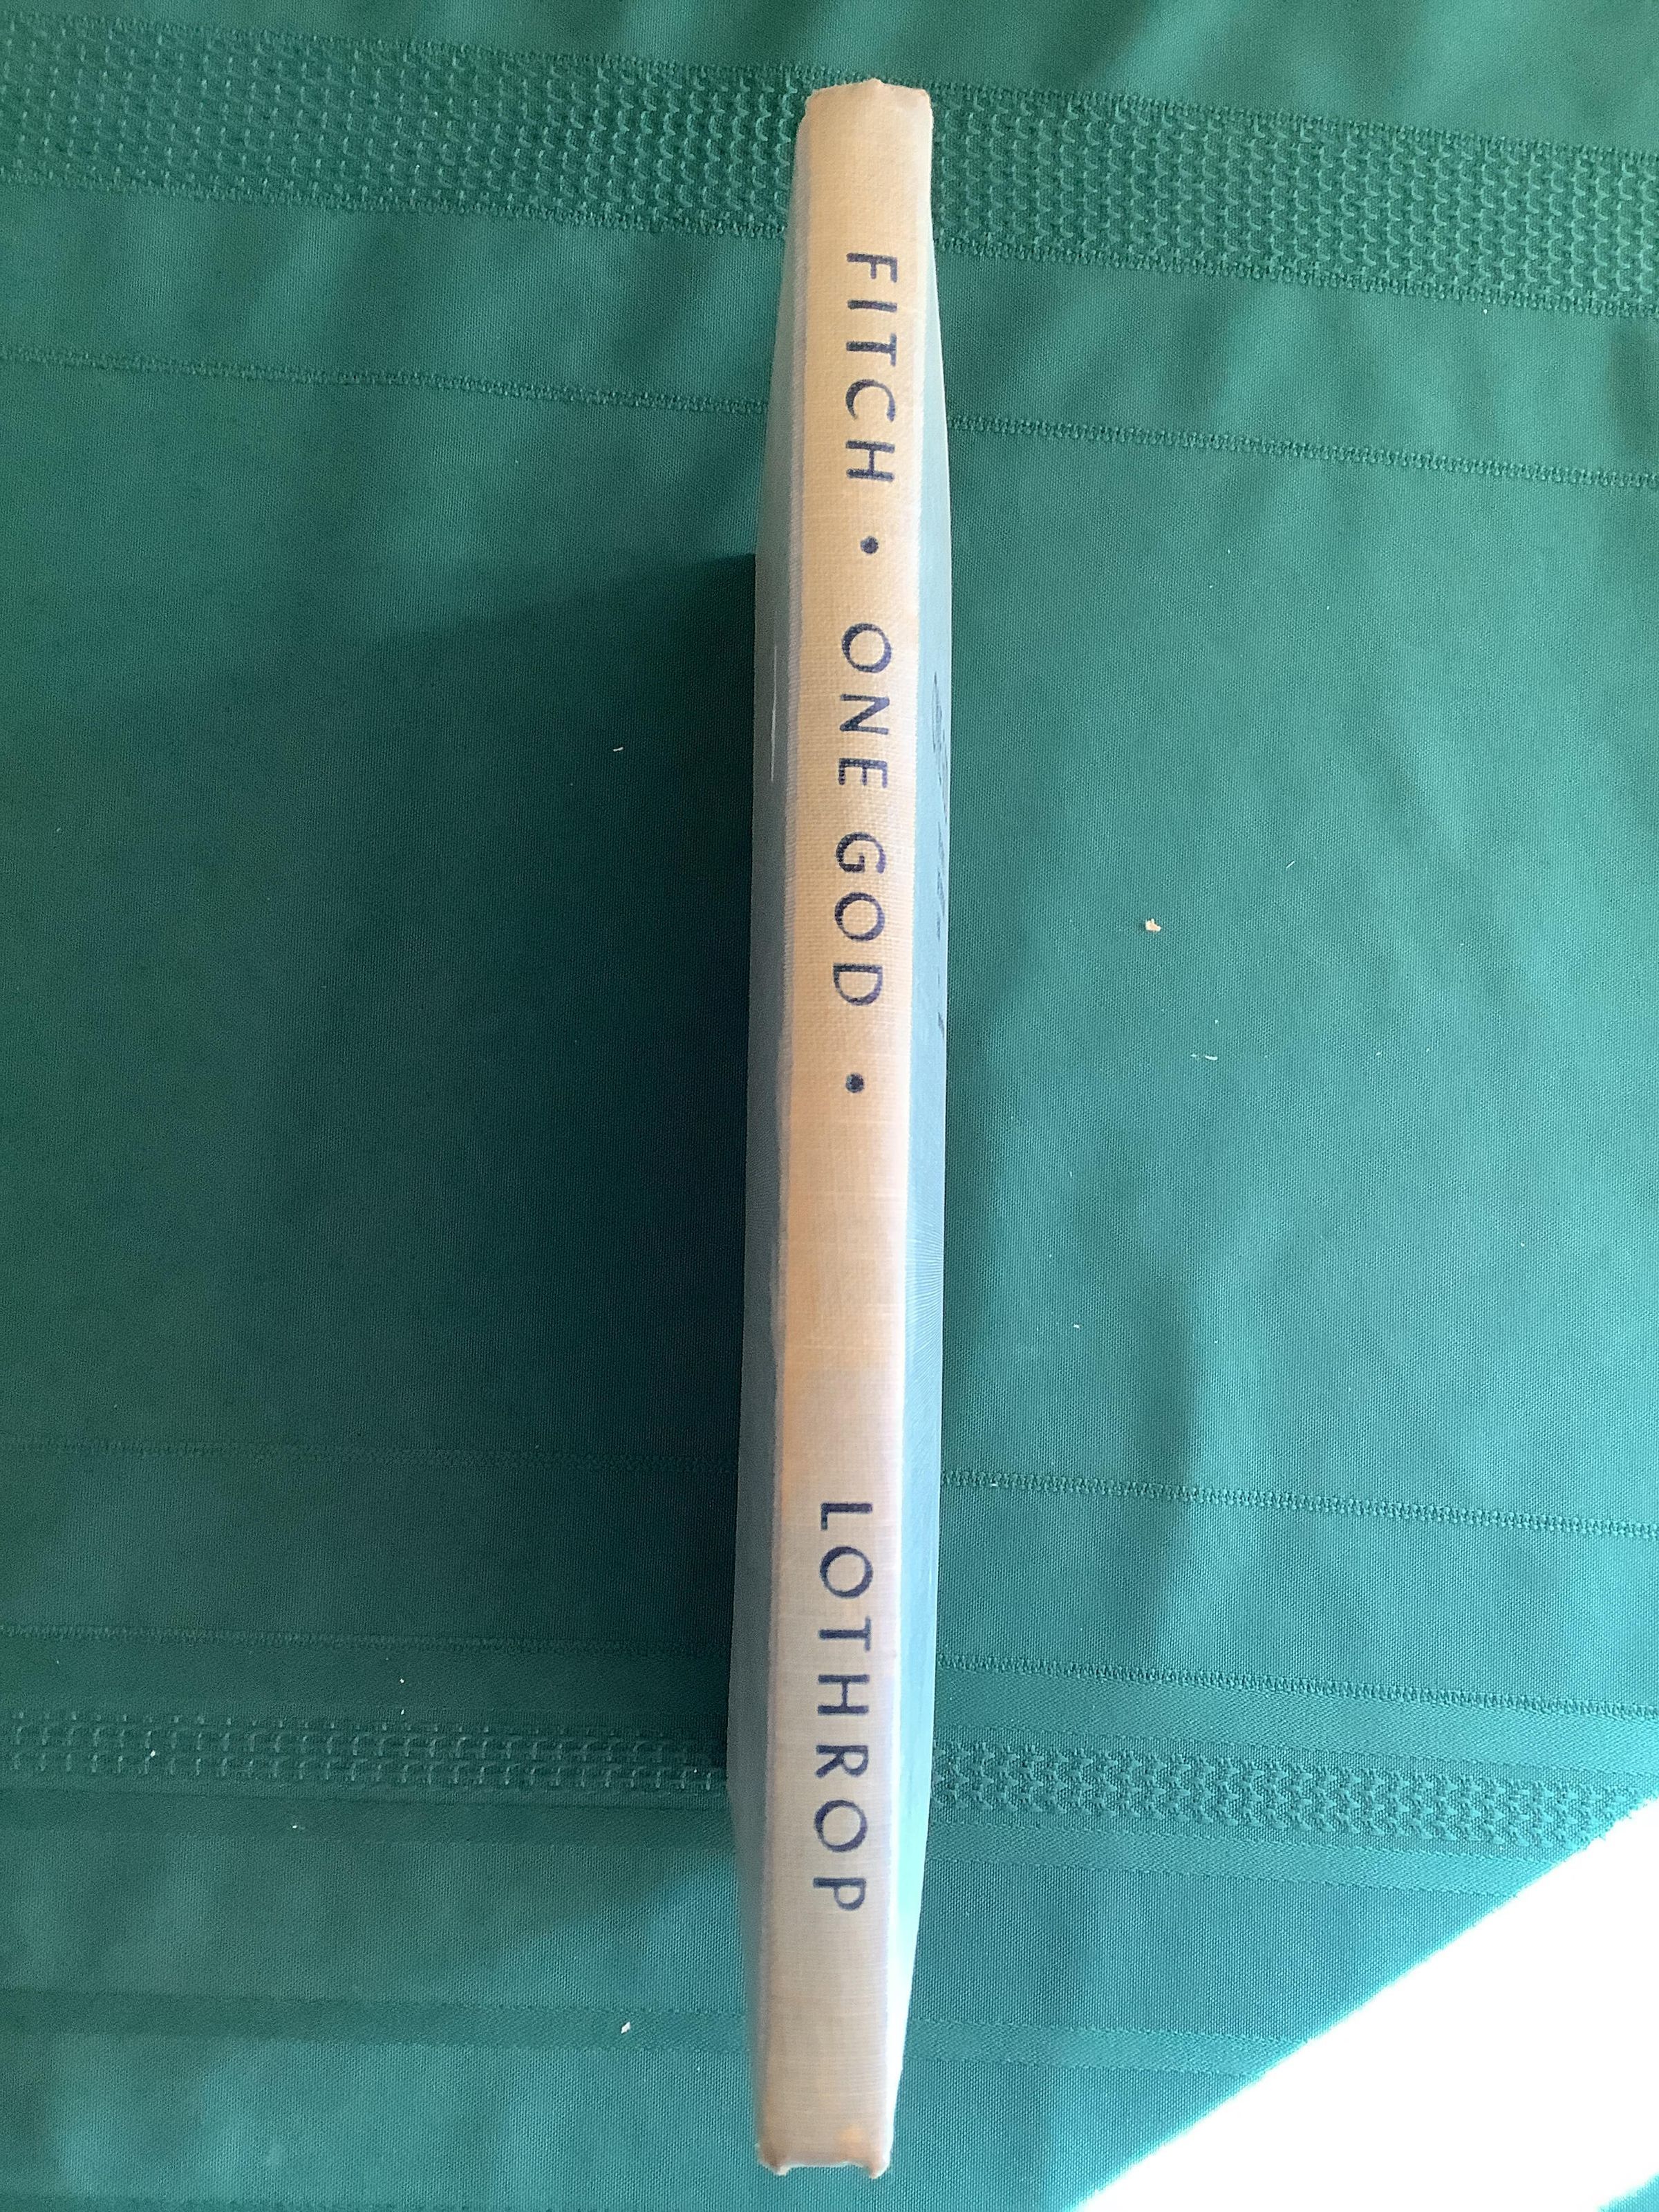 FITCH • ONE GOD • LOTHROP